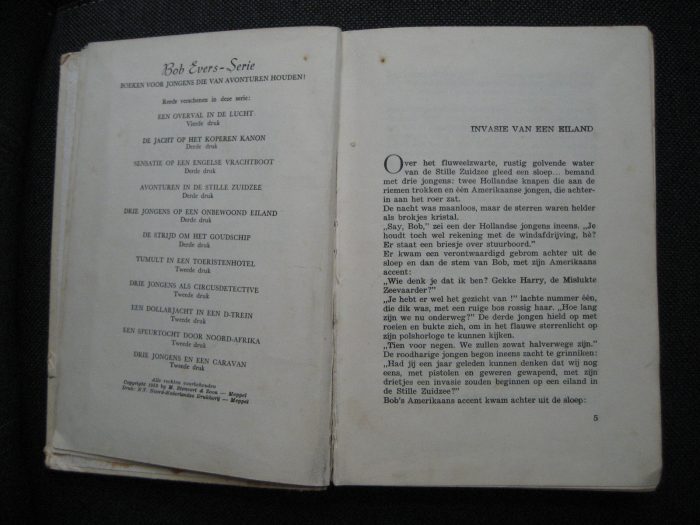 Bob Evers-Serie
BOEKEN VOOR JONGENS DIE VAN AVONTUREN HOUDEN!
Reeds verschenen in deze serie:
EEN OVERVAL IN DE LUCHT
Vierde druk
DE JACHT OP HET KOPEREN KANON
Derde druk
SENSATIE OP EEN ENGELSE VRACHTBOOT
Derde druk
AVONTUREN IN DE STILLE ZUIDZEE
Derde druk
DRIE JONGENS OP EEN ONBEWOOND EILAND
Derde druk
DE STRIJD OM HET GOUDSCHIP
Derde druk
TUMULT IN EEN TOERISTENHOTEL
Tweede druk
DRIE JONGENS ALS CIRCUSDETECTIVE
Tweede druk
EEN DOLLARJACHT IN EEN D-TREIN
Tweede druk
EEN SPEURTOCHT DOOR NOORD-AFRIKA
Tweede druk
DRIE JONGENS EN EEN CARAVAN
Tweede druk
Alle rechten voorbehouden
Copyright by M. Stenvert & Zoon — Meppel
Druk: N.V. Noord-Nederlandse Drukkerij — Meppel
INVASIE VAN EEN EILAND
Over het fluweelzwarte, rustig golvende water
van de Stille Zuidzee gleed een sloep... bemand
met drie jongens: twee Hollandse knapen die aan de
riemen trokken en één Amerikaanse jongen, die achter-
in aan het roer zat.
De nacht was maanloos, maar de sterren waren helder
als brokjes kristal.
„Say, Bob,” zei een der Hollandse jongens ineens. „Je
houdt toch wel rekening met de windafdrijving, hè?
Er staat een briesje over stuurboord.”
Er kwam een verontwaardigd gebrom achter uit de
sloep en dan de stem van Bob, met zijn Amerikaans
accent:
„Wie denk je dat ik ben? Gekke Harry, de Mislukte
Zeevaarder?”
„Je hebt er wel het gezicht van !” lachte nummer één,
die dik was, met een ruige bos rossig haar. „Hoe lang
zijn we nu onderweg?” De derde jongen hield op met
roeien en bukte zich, om in het flauwe sterrenlicht op
zijn polshorloge te kunnen kijken.
„Tien voor negen. We zullen zowat halverwege zijn.”
De roodharige jongen begon ineens zacht te grinniken:
„Had jij een jaar geleden kunnen denken dat wij nog
eens, met pistolen en geweren gewapend, met zijn
drietjes een invasie zouden beginnen op een eiland in
de Stille Zuidzee?”
Bob's Amerikaans accent kwam achter uit de sloep:
5